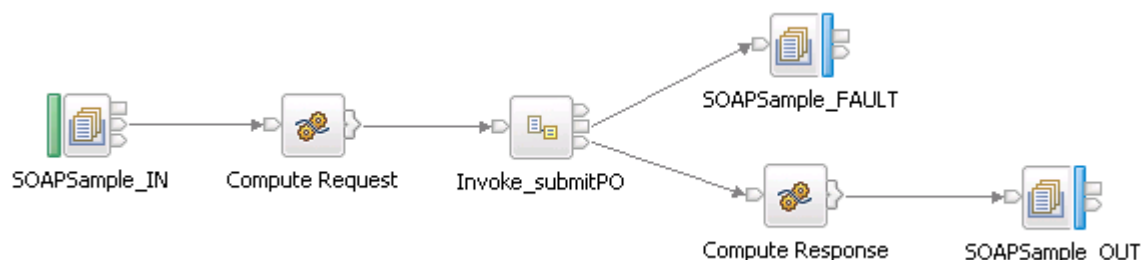 SOAPSample_FAULT
SOAPSample_IN
Compute Request
Invoke_submitPO
Compute Response
SOAPSample_OUT